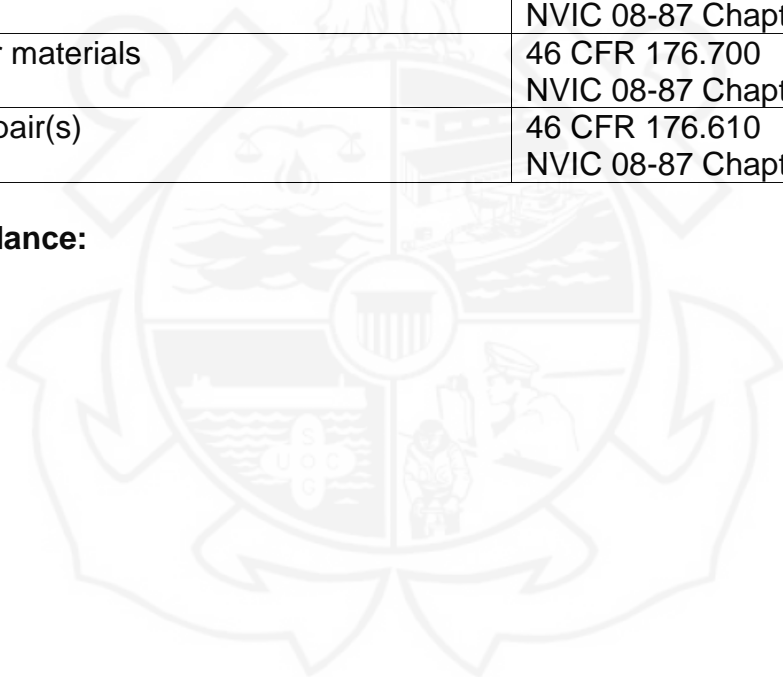 NVIC 08-87 Chapt
r materials 46 CFR 176.700
NVIC 08-87 Chapt
pair(s) 46 CFR 176.610
NVIC 08-87 Chapt
lance:
S
U O C
G